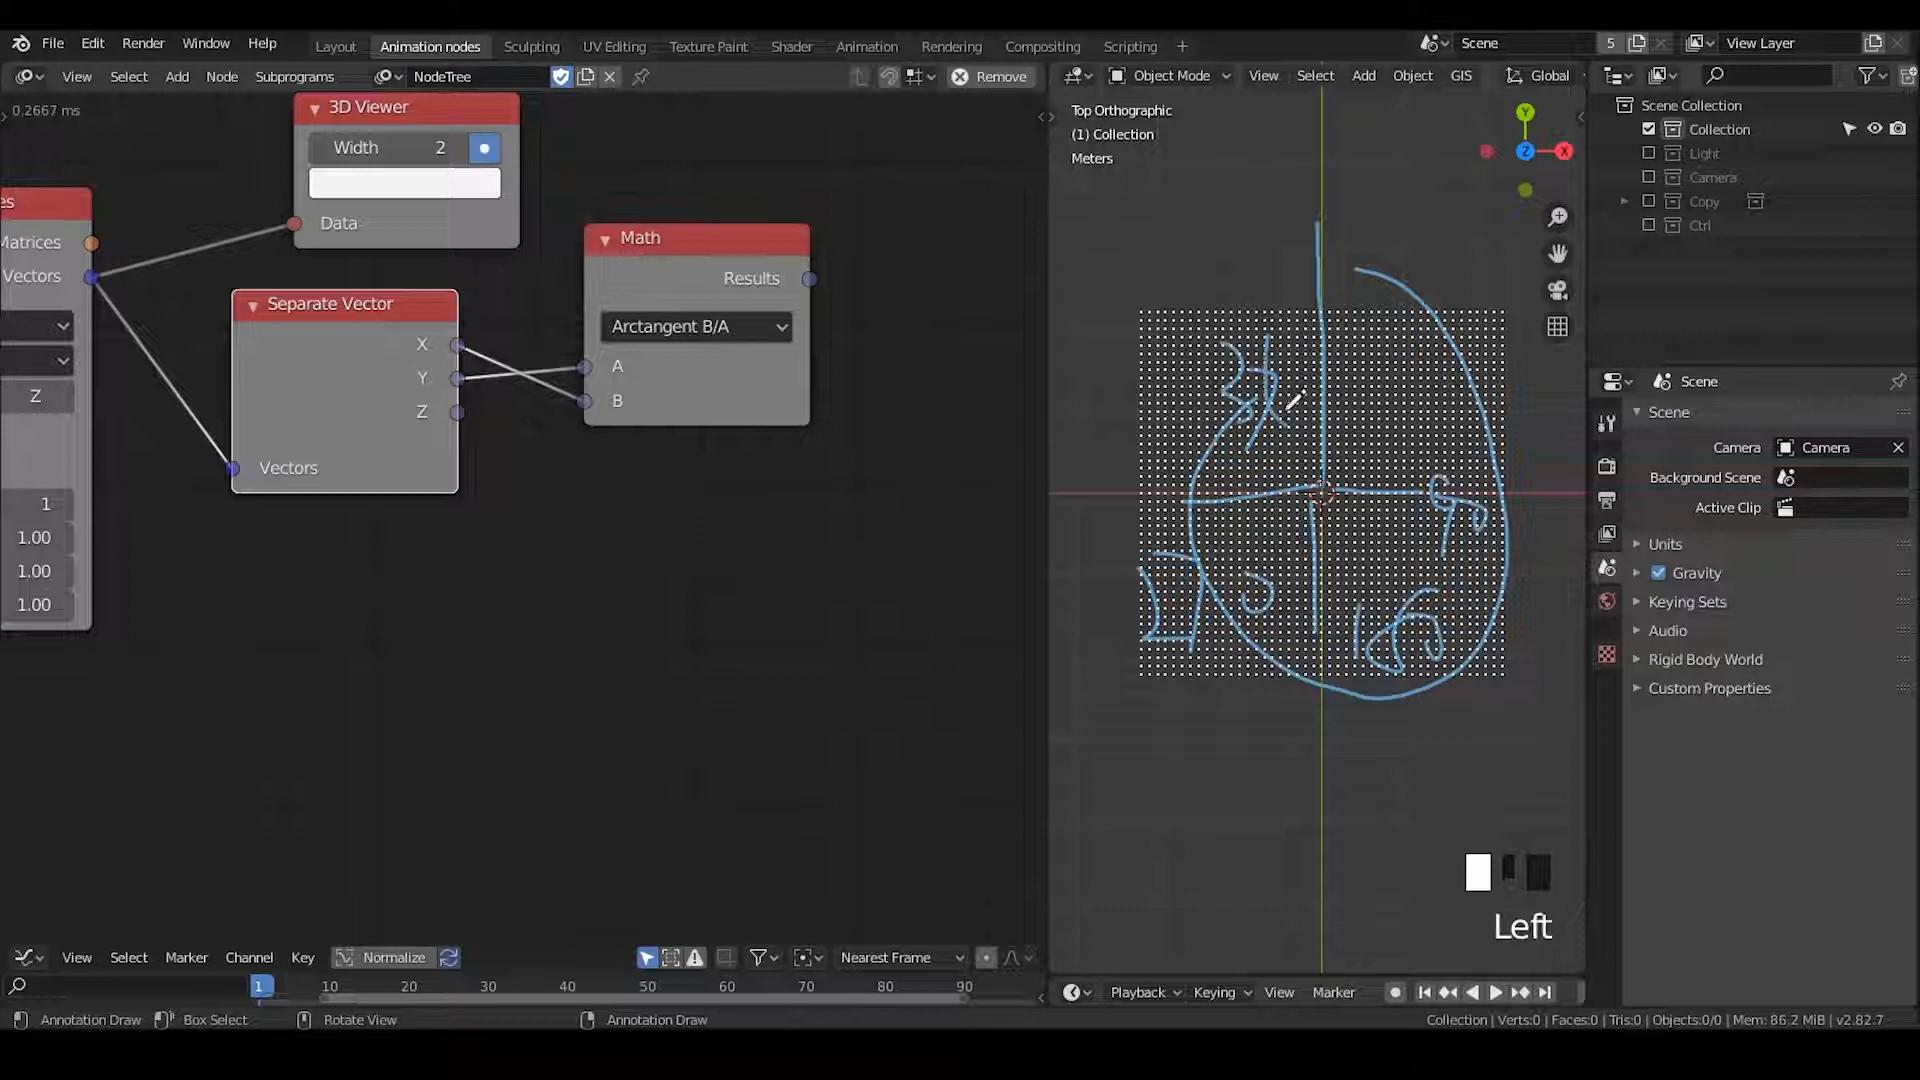 File Edit Render Window Help Layout Animation nodes Sculpting UV Editing Texture Paint Shader Animation Rendering Compositing Scripting Scene 5 View Layer
View Select Add Node Subprograms NodeTree Remove Object Mode View Select Add Object GIS Global
0.2667 ms
3D Viewer
Width 2
Data
es
Matrices
Vectors
Z
1
1.00
1.00
1.00
Separate Vector
X
Y
Z
Vectors
Math
Results
Arctangent B/A
A
B
Top Orthographic
(1) Collection
Meters
Y
Z
X
90
180
Left
Scene Collection
Collection
Light
Camera
Copy
Ctrl
Scene
Scene
Camera Camera
Background Scene
Active Clip
Units
Gravity
Keying Sets
Audio
Rigid Body World
Custom Properties
View Select Marker Channel Key Normalize Nearest Frame
1 10 20 30 40 50 60 70 80 90
Playback Keying View Marker
Annotation Draw Box Select Rotate View Annotation Draw
Collection | Verts:0 | Faces:0 | Tris:0 | Objects:0/0 | Mem: 86.2 MiB | v2.82.7